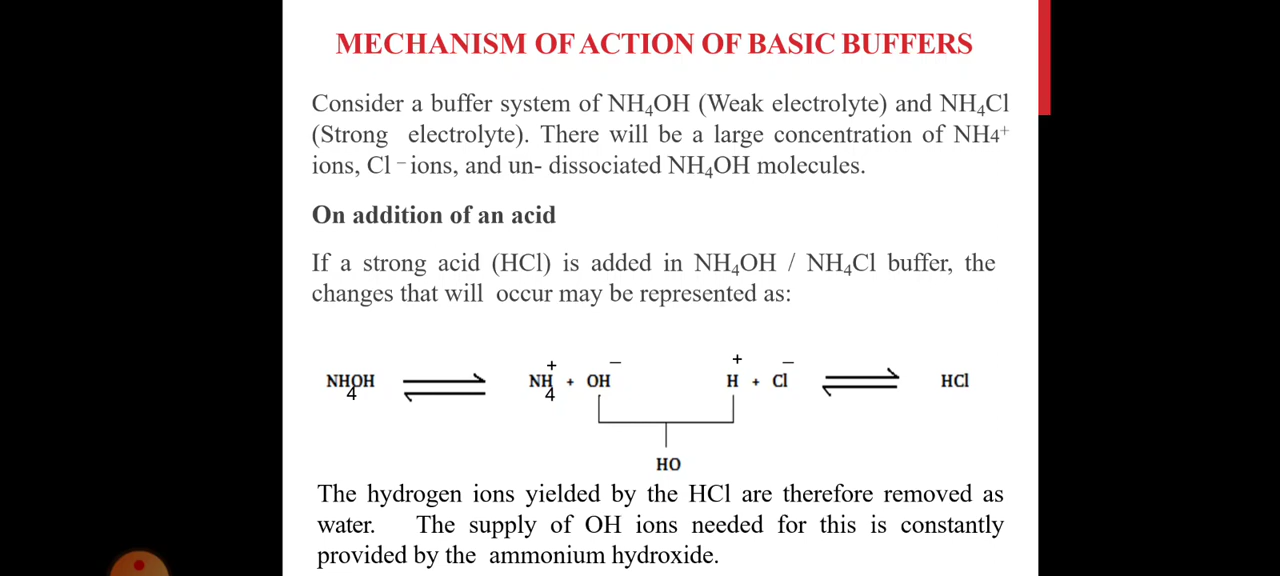 MECHANISM OF ACTION OF BASIC BUFFERS
Consider a buffer system of NH₄OH (Weak electrolyte) and NH₄Cl
(Strong electrolyte). There will be a large concentration of NH4⁺
ions, Cl⁻ ions, and un- dissociated NH₄OH molecules.
On addition of an acid
If a strong acid (HCl) is added in NH₄OH / NH₄Cl buffer, the
changes that will occur may be represented as:
NH₄OH ⇌ NH₄⁺ + OH⁻ H⁺ + Cl⁻ ⇌ HCl
HO
The hydrogen ions yielded by the HCl are therefore removed as
water. The supply of OH ions needed for this is constantly
provided by the ammonium hydroxide.